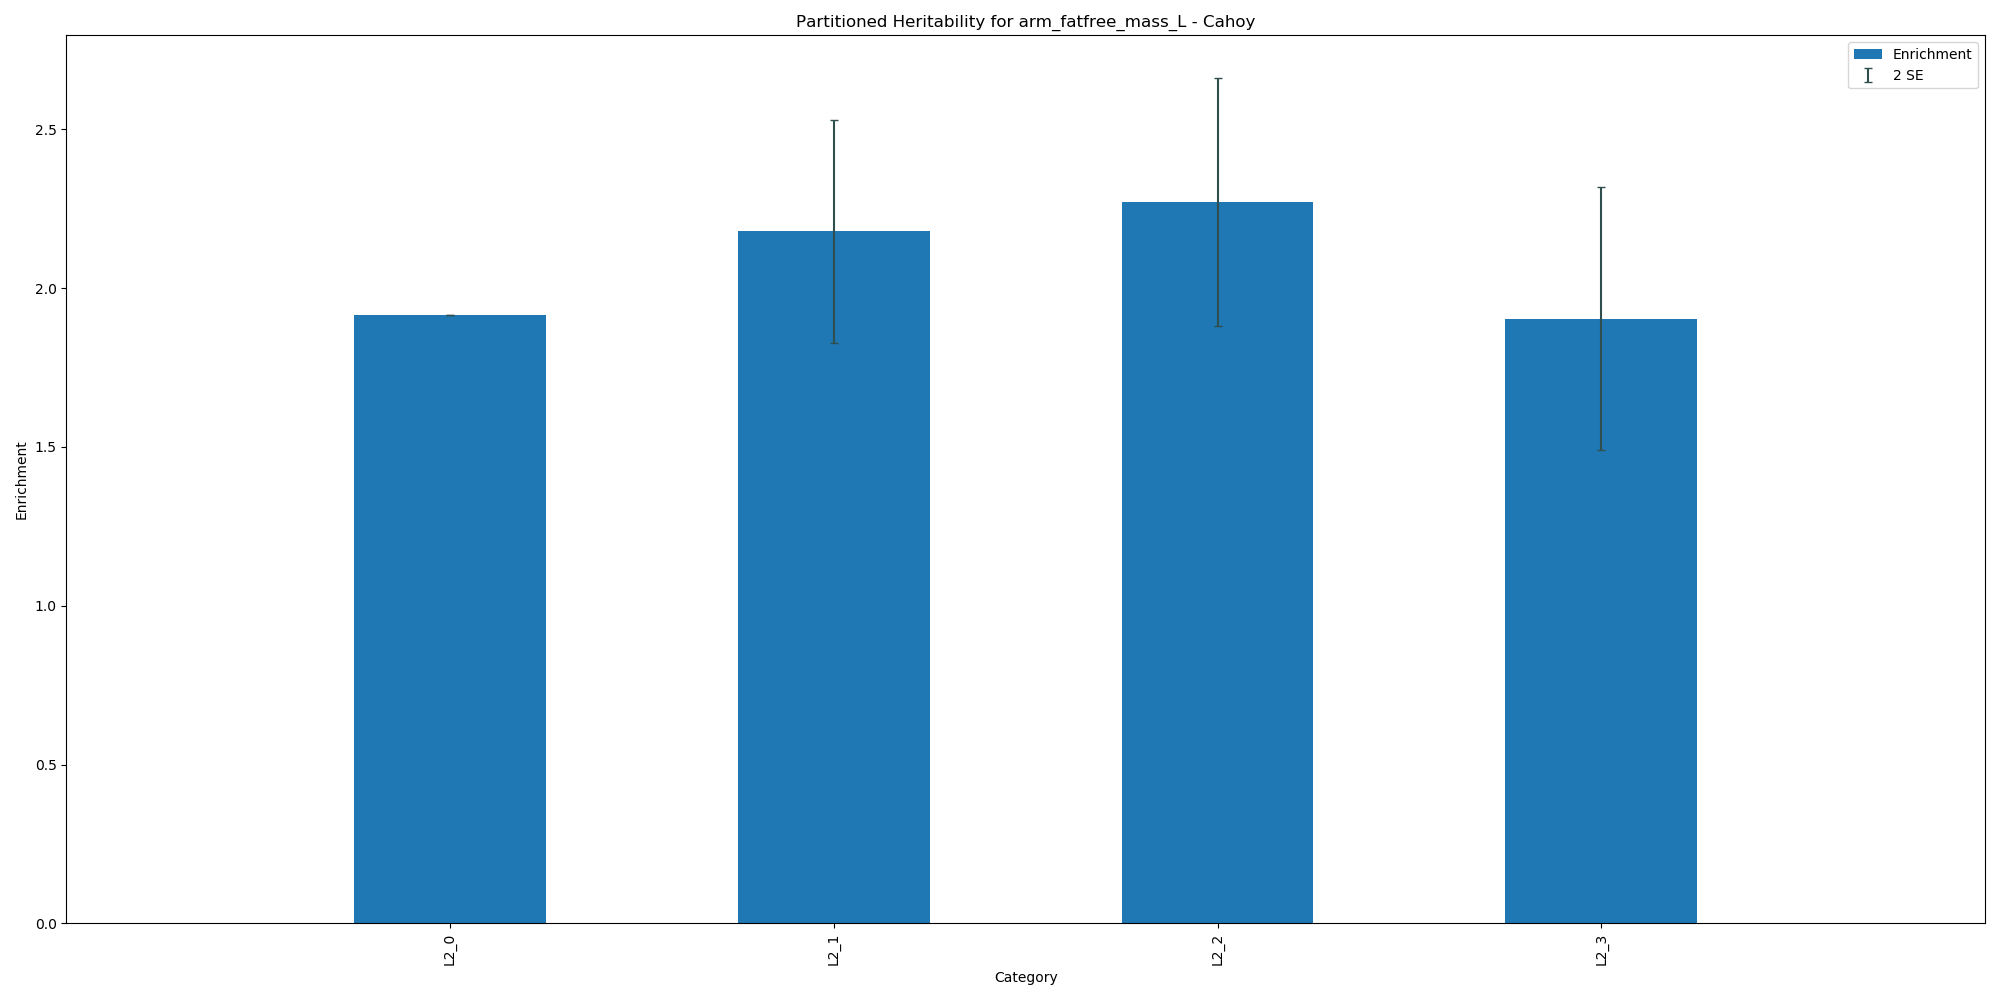 Partitioned Heritability for arm_fatfree_mass_L - Cahoy
Enrichment
2 SE
2.5
2.0
1.5
1.0
0.5
0.0
Enrichment
L2_0
L2_1
L2_2
L2_3
Category